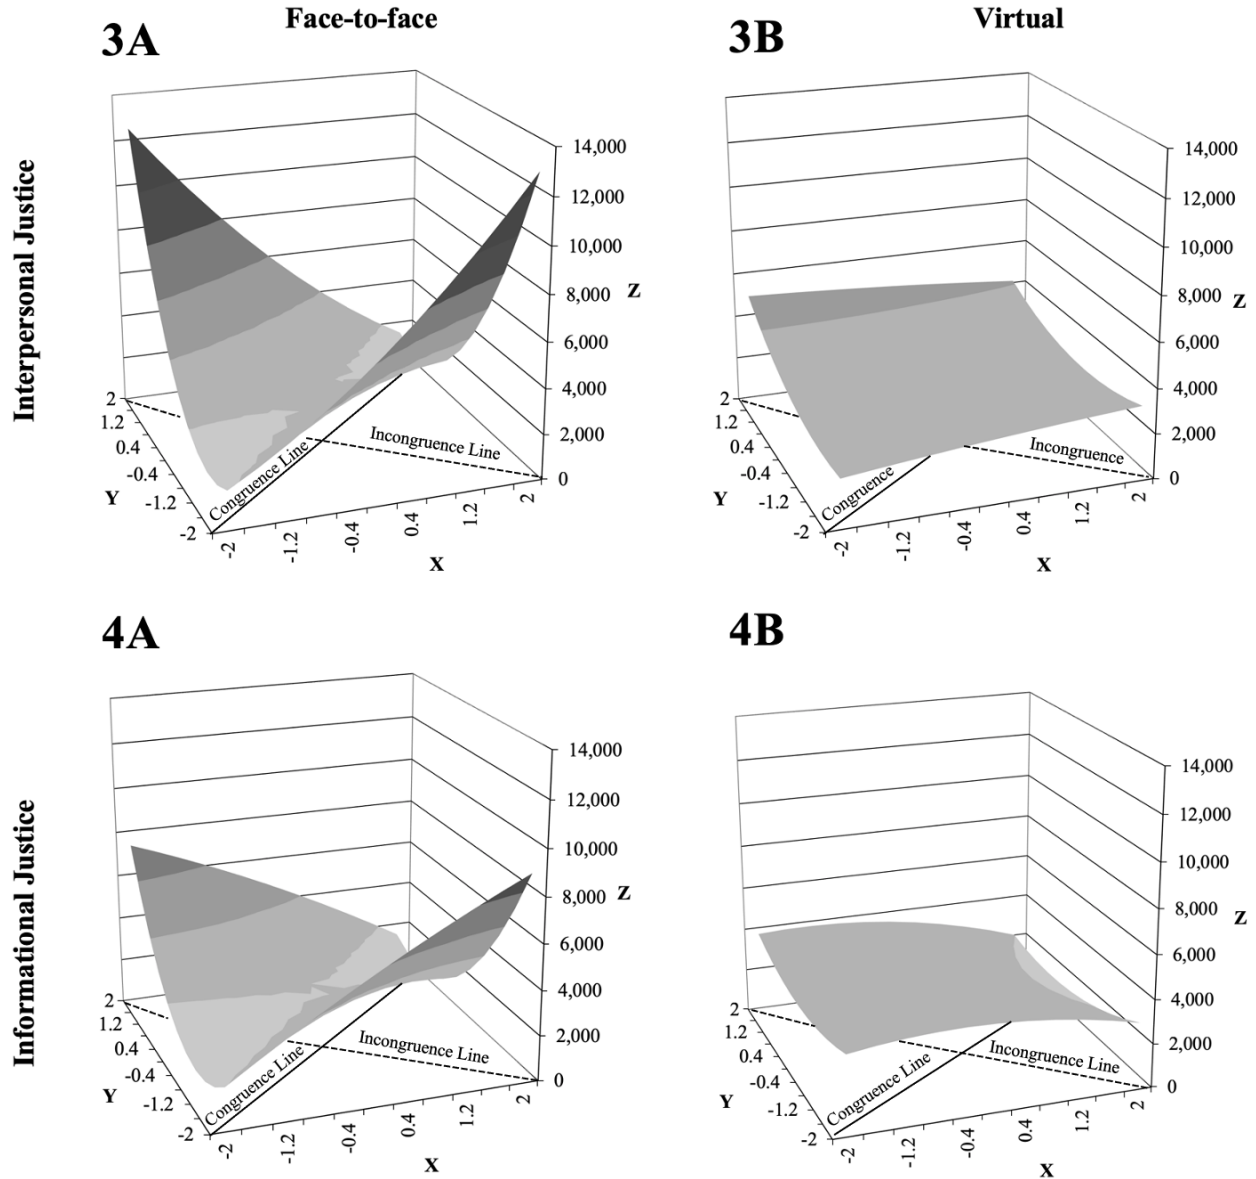 Face-to-face
Virtual
3A
3B
Interpersonal Justice
14,000
12,000
10,000
8,000
6,000
4,000
2,000
0
Z
2
1.2
0.4
-0.4
-1.2
-2
Y
-2
-1.2
-0.4
0.4
1.2
2
X
Congruence Line
Incongruence Line
14,000
12,000
10,000
8,000
6,000
4,000
2,000
0
Z
2
1.2
0.4
-0.4
-1.2
-2
Y
-2
-1.2
-0.4
0.4
1.2
2
X
Congruence
Incongruence
4A
4B
Informational Justice
14,000
12,000
10,000
8,000
6,000
4,000
2,000
0
Z
2
1.2
0.4
-0.4
-1.2
-2
Y
-2
-1.2
-0.4
0.4
1.2
2
X
Congruence Line
Incongruence Line
14,000
12,000
10,000
8,000
6,000
4,000
2,000
0
Z
2
1.2
0.4
-0.4
-1.2
-2
Y
-2
-1.2
-0.4
0.4
1.2
2
X
Congruence Line
Incongruence Line